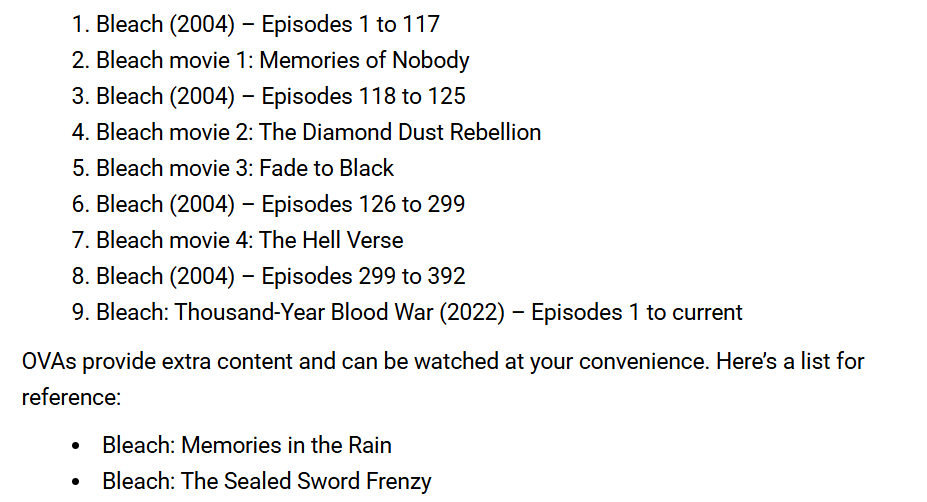 1. Bleach (2004) – Episodes 1 to 117
2. Bleach movie 1: Memories of Nobody
3. Bleach (2004) – Episodes 118 to 125
4. Bleach movie 2: The Diamond Dust Rebellion
5. Bleach movie 3: Fade to Black
6. Bleach (2004) – Episodes 126 to 299
7. Bleach movie 4: The Hell Verse
8. Bleach (2004) – Episodes 299 to 392
9. Bleach: Thousand-Year Blood War (2022) – Episodes 1 to current
OVAs provide extra content and can be watched at your convenience. Here’s a list for
reference:
• Bleach: Memories in the Rain
• Bleach: The Sealed Sword Frenzy